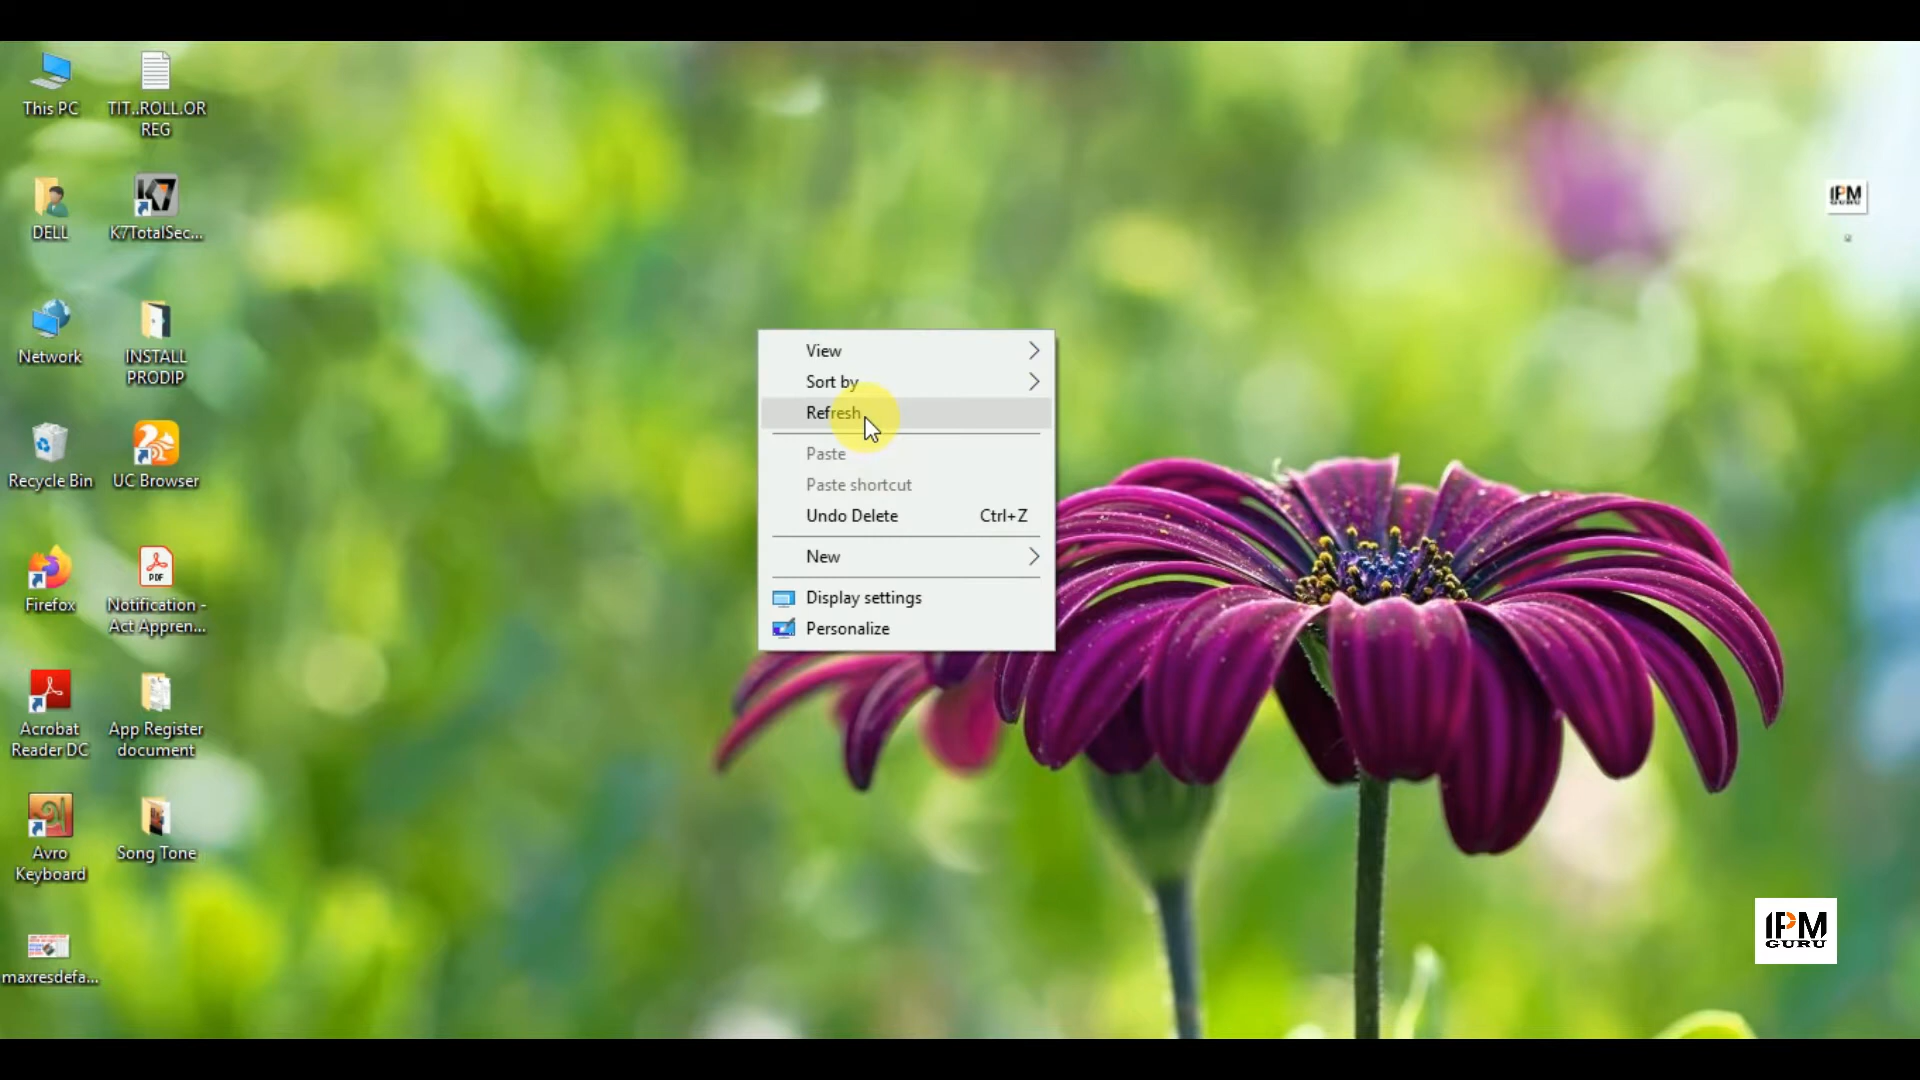 This PC
TIT..ROLL.OR
REG
DELL
K7TotalSec...
Network
INSTALL
PRODIP
Recycle Bin
UC Browser
Firefox
PDF
Notification -
Act Appren...
Acrobat
Reader DC
App Register
document
Avro
Keyboard
Song Tone
maxresdefa...
View
Sort by
Refresh
Paste
Paste shortcut
Undo Delete Ctrl+Z
New
Display settings
Personalize
IPM
GURU
IPM
GURU